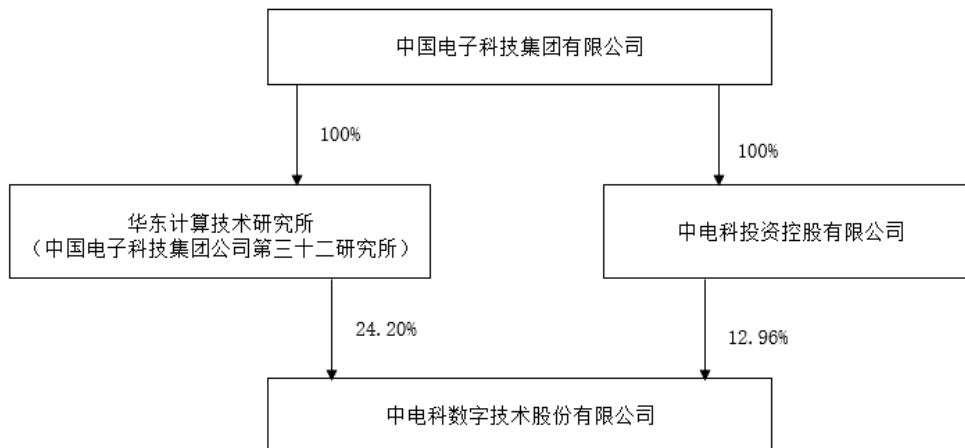 中国电子科技集团有限公司
100%
100%
华东计算技术研究所
（中国电子科技集团公司第三十二研究所）
中电科投资控股有限公司
24.20%
12.96%
中电科数字技术股份有限公司